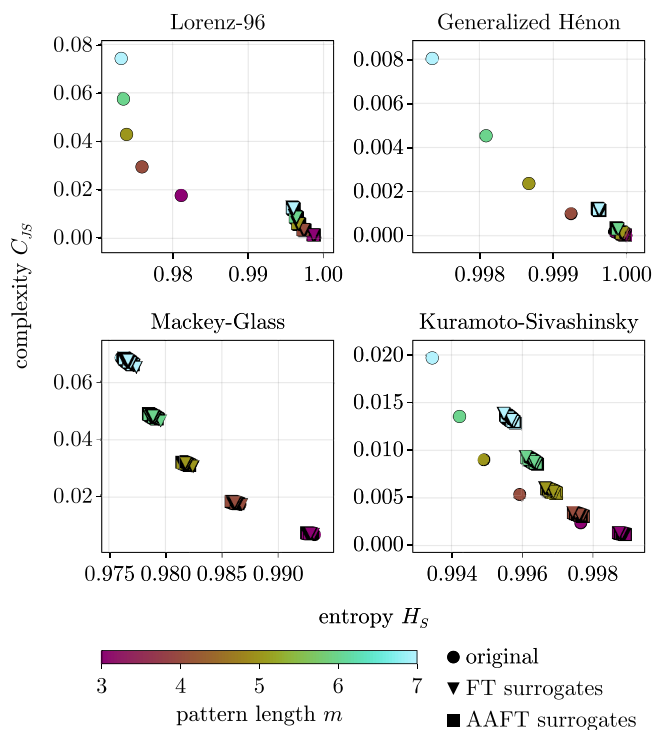 Lorenz-96
Generalized Hénon
0.08
0.06
0.04
0.02
0.00
0.98 0.99 1.00
0.008
0.006
0.004
0.002
0.000
0.998 0.999 1.000
complexity C_JS
Mackey-Glass
Kuramoto-Sivashinsky
0.06
0.04
0.02
0.975 0.980 0.985 0.990
0.020
0.015
0.010
0.005
0.000
0.994 0.996 0.998
entropy H_S
3 4 5 6 7
pattern length m
original
FT surrogates
AAFT surrogates